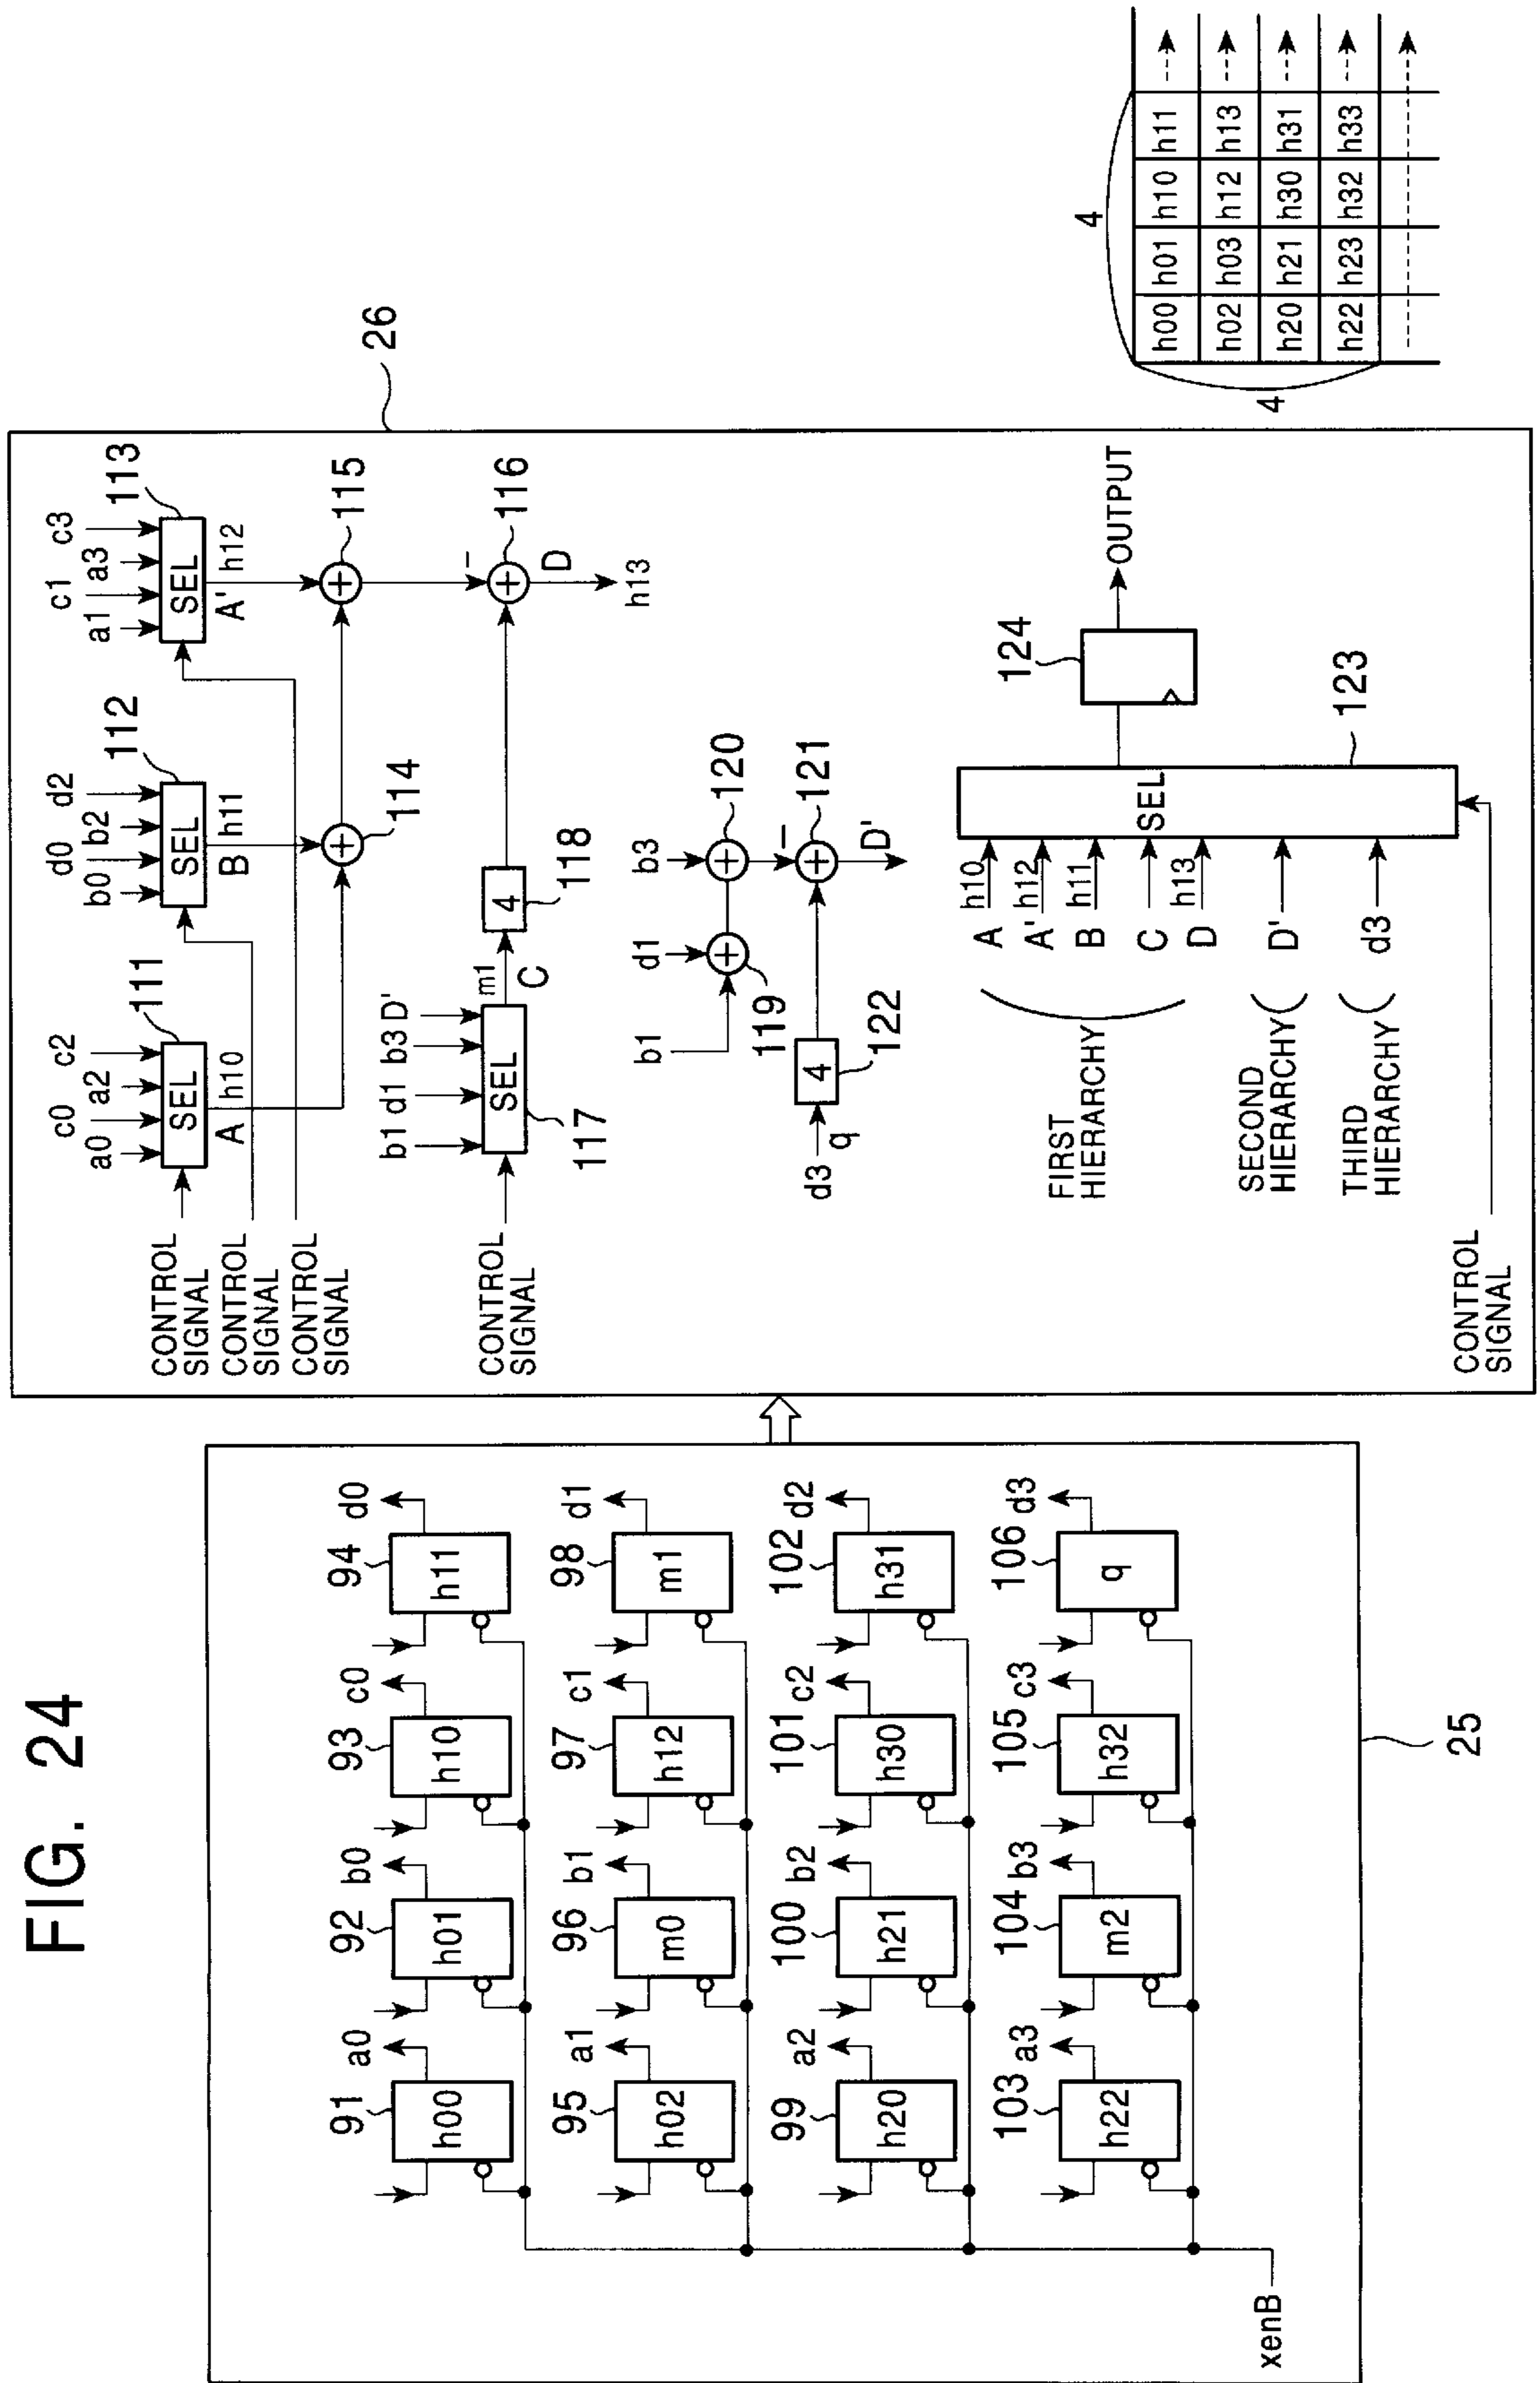 FIG. 24
91
h00
a0
92
h01
b0
93
h10
c0
94
h11
d0
95
h02
a1
96
m0
b1
97
h12
c1
98
m1
d1
99
h20
a2
100
h21
b2
101
h30
c2
102
h31
d2
103
h22
a3
104
m2
b3
105
h32
c3
106
q
d3
xenB
25
26
a0 c0 a2 c2
SEL
111
A h10
b0 d0 b2 d2
SEL
112
B h11
a1 c1 a3 c3
SEL
113
A' h12
CONTROL
SIGNAL
CONTROL
SIGNAL
CONTROL
SIGNAL
+
114
+
115
b1 d1 b3 D'
SEL
117
CONTROL
SIGNAL
m1
C
4
118
−
+
116
D
h13
b1
d1
+
119
b3
+
120
d3
q
4
122
−
+
121
D'
FIRST
HIERARCHY
A h10
A' h12
B h11
C
D h13
SECOND
HIERARCHY
D'
THIRD
HIERARCHY
d3
SEL
123
CONTROL
SIGNAL
124
OUTPUT
4
4
h00 h01 h10 h11
h02 h03 h12 h13
h20 h21 h30 h31
h22 h23 h32 h33